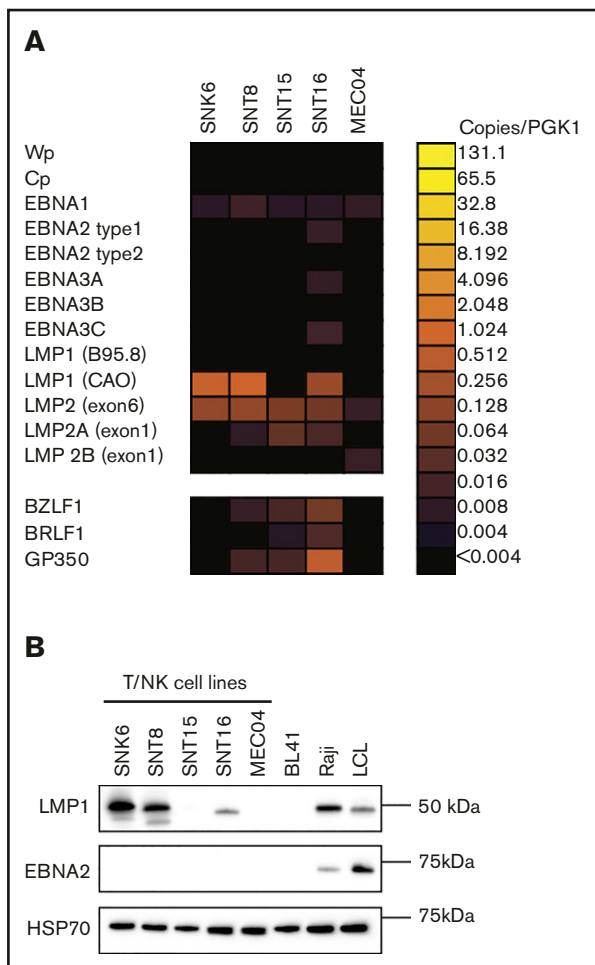 A
SNK6
SNT8
SNT15
SNT16
MEC04
Copies/PGK1
Wp
Cp
EBNA1
EBNA2 type1
EBNA2 type2
EBNA3A
EBNA3B
EBNA3C
LMP1 (B95.8)
LMP1 (CAO)
LMP2 (exon6)
LMP2A (exon1)
LMP 2B (exon1)
BZLF1
BRLF1
GP350
131.1
65.5
32.8
16.38
8.192
4.096
2.048
1.024
0.512
0.256
0.128
0.064
0.032
0.016
0.008
0.004
<0.004
B
T/NK cell lines
SNK6
SNT8
SNT15
SNT16
MEC04
BL41
Raji
LCL
LMP1
50 kDa
EBNA2
75kDa
HSP70
75kDa